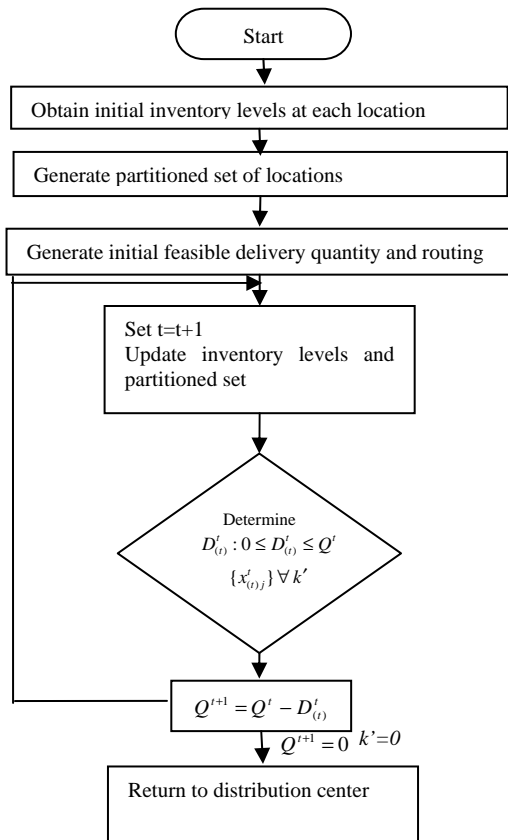 Start
Obtain initial inventory levels at each location
Generate partitioned set of locations
Generate initial feasible delivery quantity and routing
Set t=t+1
Update inventory levels and
partitioned set
Determine
D^t_(t) : 0 ≤ D^t_(t) ≤ Q^t
{x^t_(t)j} ∀ k′
Q^t+1 = Q^t − D^t_(t)
Q^t+1 = 0 k’=0
Return to distribution center